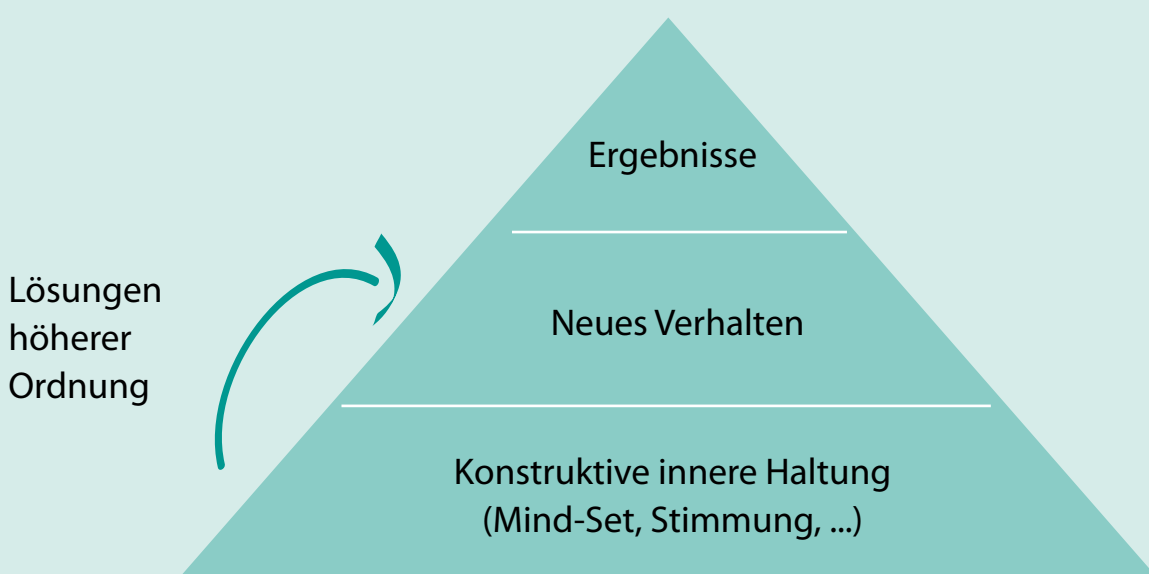 Ergebnisse
Lösungen
höherer
Ordnung
Neues Verhalten
Konstruktive innere Haltung
(Mind-Set, Stimmung, ...)